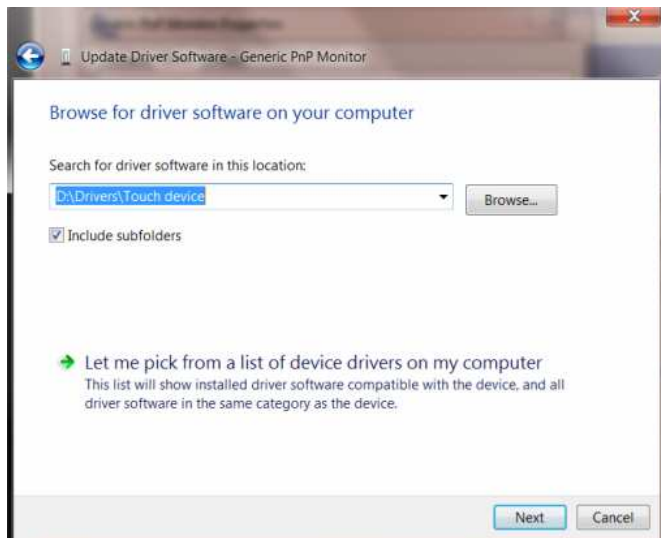 Update Driver Software - Generic PnP Monitor
Browse for driver software on your computer
Search for driver software in this location:
D:\Drivers\Touch device
Browse...
Include subfolders
Let me pick from a list of device drivers on my computer
This list will show installed driver software compatible with the device, and all
driver software in the same category as the device.
Next
Cancel